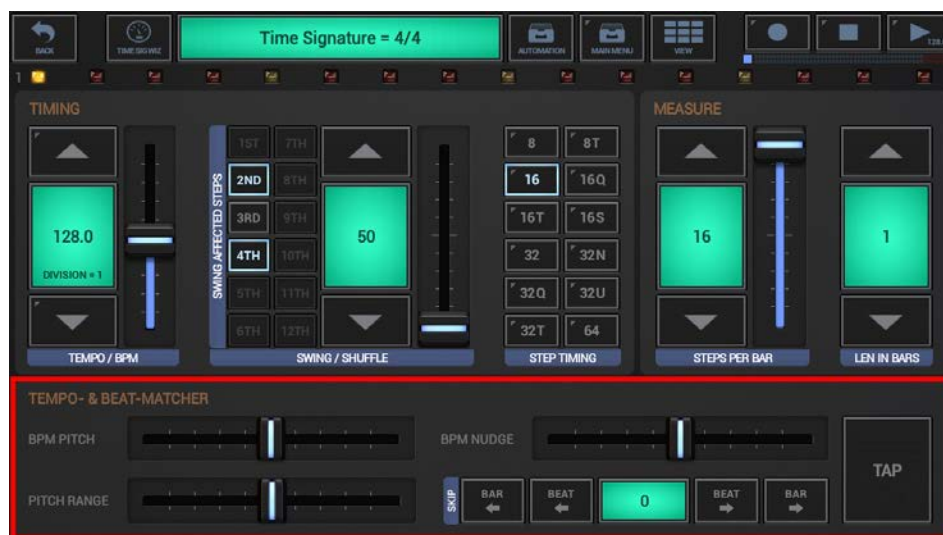 BACK
TIME SIG WIZ
Time Signature = 4/4
AUTOMATION
MAIN MENU
VIEW
1
TIMING
MEASURE
128.0
DIVISION = 1
TEMPO / BPM
SWING AFFECTED STEPS
1ST 7TH
2ND 8TH
3RD 9TH
4TH 10TH
5TH 11TH
6TH 12TH
50
SWING / SHUFFLE
8 8T
16 16Q
16T 16S
32 32N
32Q 32U
32T 64
STEP TIMING
16
STEPS PER BAR
1
LEN IN BARS
TEMPO- & BEAT-MATCHER
BPM PITCH
BPM NUDGE
PITCH RANGE
SKIP
BAR
BEAT
0
BEAT
BAR
TAP